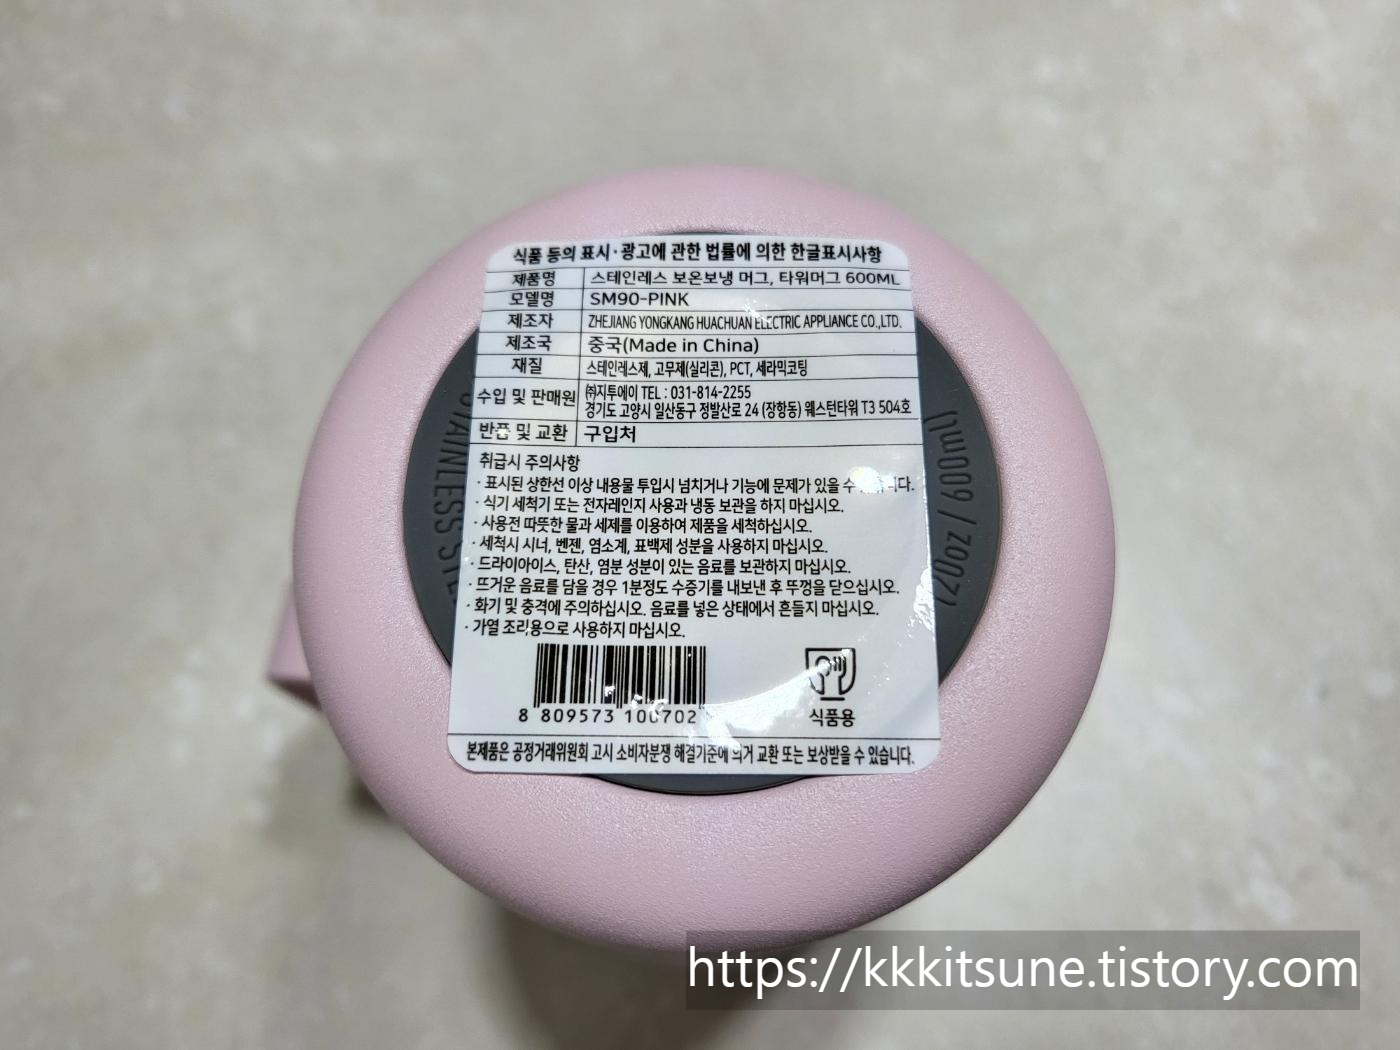 식품 등의 표시·광고에 관한 법률에 의한 한글표시사항
제품명 스테인레스 보온보냉 머그, 타워머그 600ML
모델명 SM90-PINK
제조자 ZHEJIANG YONGKANG HUACHUAN ELECTRIC APPLIANCE CO.,LTD.
제조국 중국(Made in China)
재질 스테인레스제, 고무제(실리콘), PCT, 세라믹코팅
수입 및 판매원 ㈜지투에이 TEL : 031-814-2255
경기도 고양시 일산동구 정발산로 24 (장항동) 웨스턴타워 T3 504호
반품 및 교환 구입처
취급시 주의사항
· 표시된 상한선 이상 내용물 투입시 넘치거나 기능에 문제가 있을 수
· 식기 세척기 또는 전자레인지 사용과 냉동 보관을 하지 마십시오.
· 사용전 따뜻한 물과 세제를 이용하여 제품을 세척하십시오.
· 세척시 시너, 벤젠, 염소계, 표백제 성분을 사용하지 마십시오.
· 드라이아이스, 탄산, 염분 성분이 있는 음료를 보관하지 마십시오.
· 뜨거운 음료를 담을 경우 1분정도 수증기를 내보낸 후 뚜껑을 닫으십시오.
· 화기 및 충격에 주의하십시오. 음료를 넣은 상태에서 흔들지 마십시오.
· 가열 조리용으로 사용하지 마십시오.
8 809573 100702
식품용
본제품은 공정거래위원회 고시 소비자분쟁 해결기준에 의거 교환 또는 보상받을 수 있습니다.
STAINLESS
/20oz / 600ml/
https://kkkitsune.tistory.com